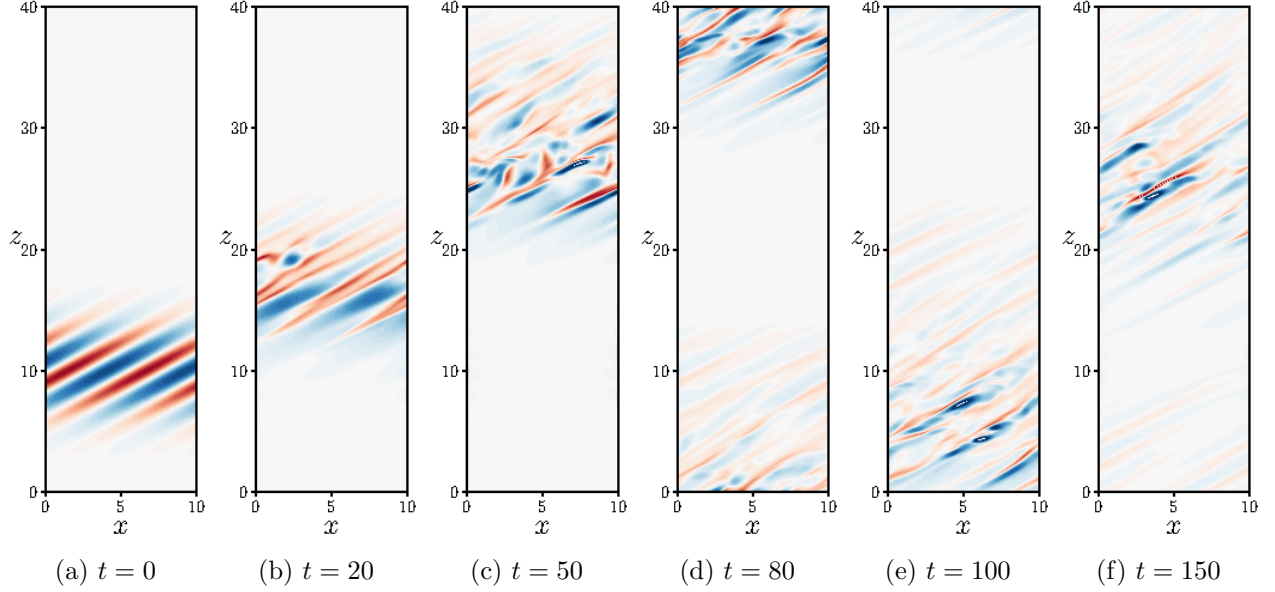 40 40 40 40 40 40
30 30 30 30 30 30
z z z z z z
20 20 20 20 20 20
10 10 10 10 10 10
0 0 0 0 0 0
0 5 10 0 5 10 0 5 10 0 5 10 0 5 10 0 5 10
x x x x x x
(a) t = 0 (b) t = 20 (c) t = 50 (d) t = 80 (e) t = 100 (f) t = 150